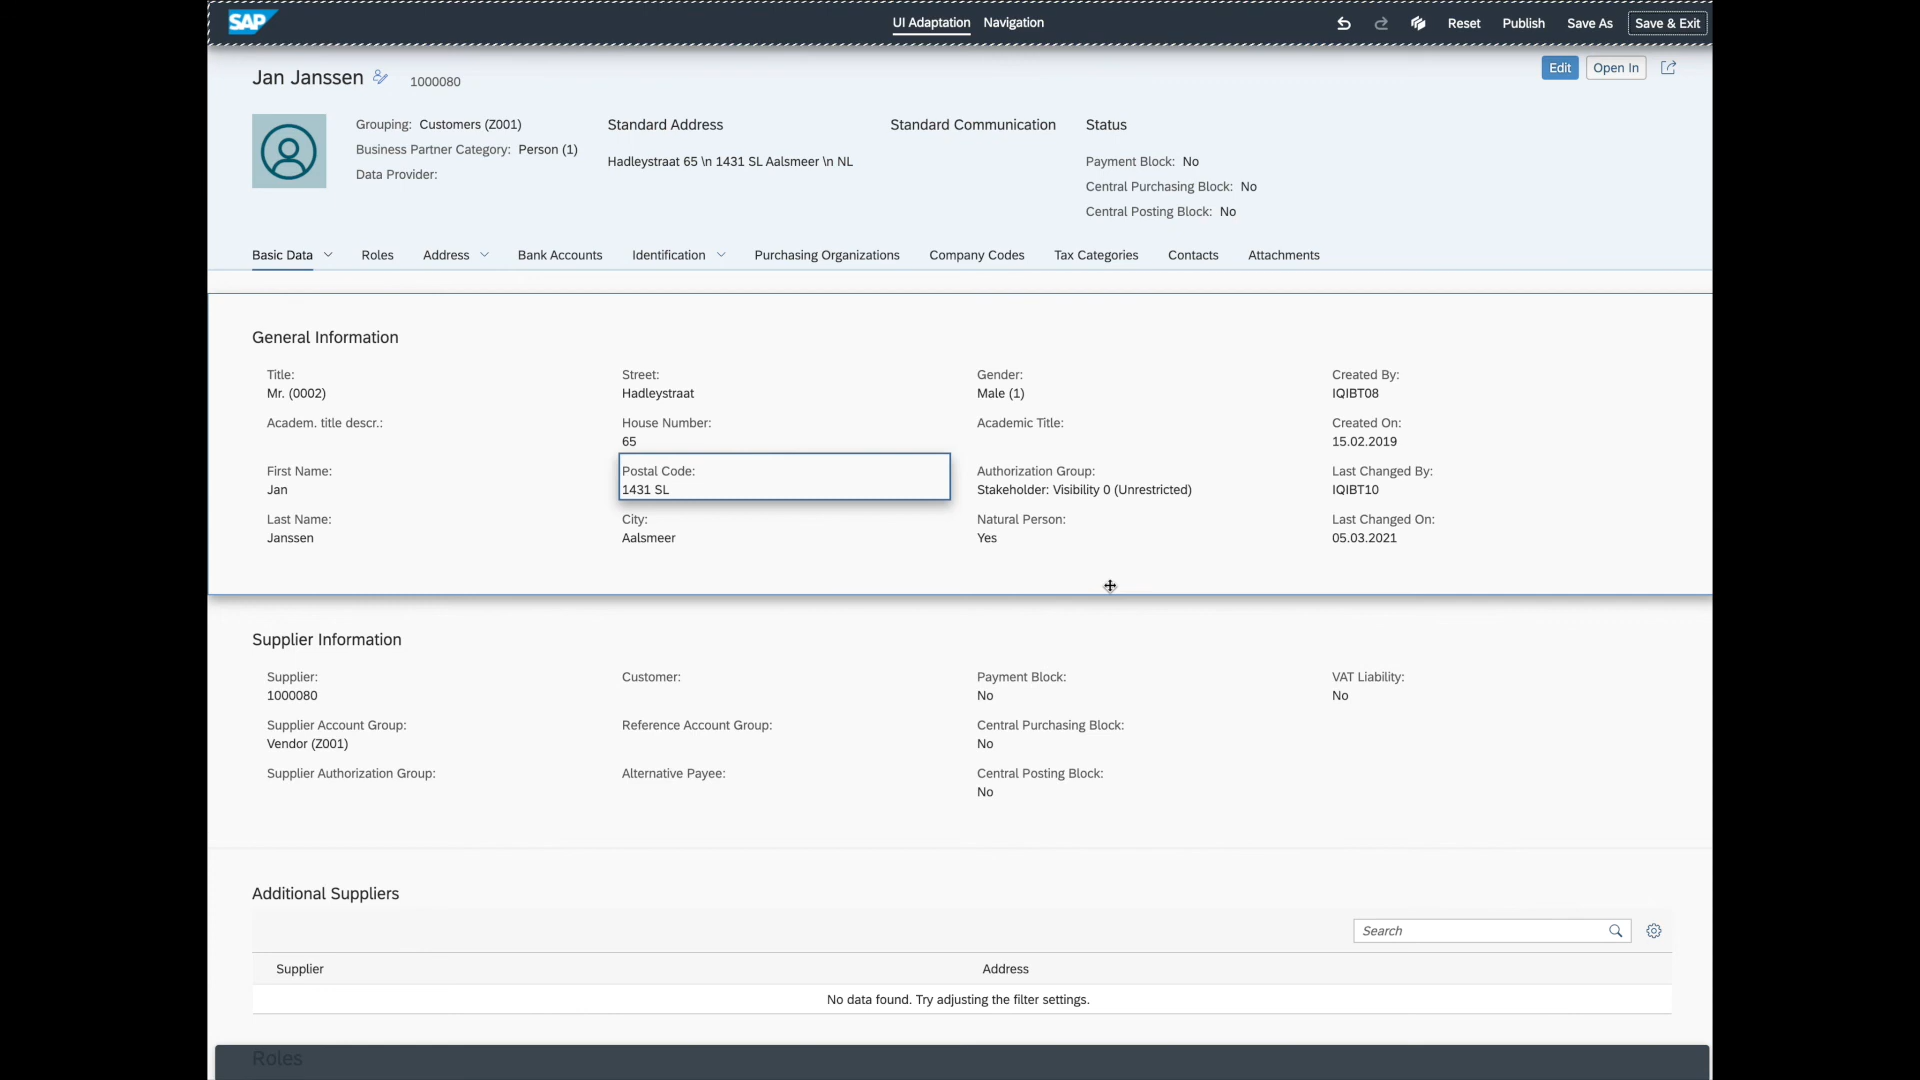 SAP
UI Adaptation Navigation
Reset Publish Save As Save & Exit
Jan Janssen 1000080
Edit Open In
Grouping: Customers (Z001)
Business Partner Category: Person (1)
Data Provider:
Standard Address
Hadleystraat 65 \n 1431 SL Aalsmeer \n NL
Standard Communication
Status
Payment Block: No
Central Purchasing Block: No
Central Posting Block: No
Basic Data Roles Address Bank Accounts Identification Purchasing Organizations Company Codes Tax Categories Contacts Attachments
General Information
Title:
Mr. (0002)
Academ. title descr.:
First Name:
Jan
Last Name:
Janssen
Street:
Hadleystraat
House Number:
65
Postal Code:
1431 SL
City:
Aalsmeer
Gender:
Male (1)
Academic Title:
Authorization Group:
Stakeholder: Visibility 0 (Unrestricted)
Natural Person:
Yes
Created By:
IQIBT08
Created On:
15.02.2019
Last Changed By:
IQIBT10
Last Changed On:
05.03.2021
Supplier Information
Supplier:
1000080
Supplier Account Group:
Vendor (Z001)
Supplier Authorization Group:
Customer:
Reference Account Group:
Alternative Payee:
Payment Block:
No
Central Purchasing Block:
No
Central Posting Block:
No
VAT Liability:
No
Additional Suppliers
Search
Supplier Address
No data found. Try adjusting the filter settings.
Roles